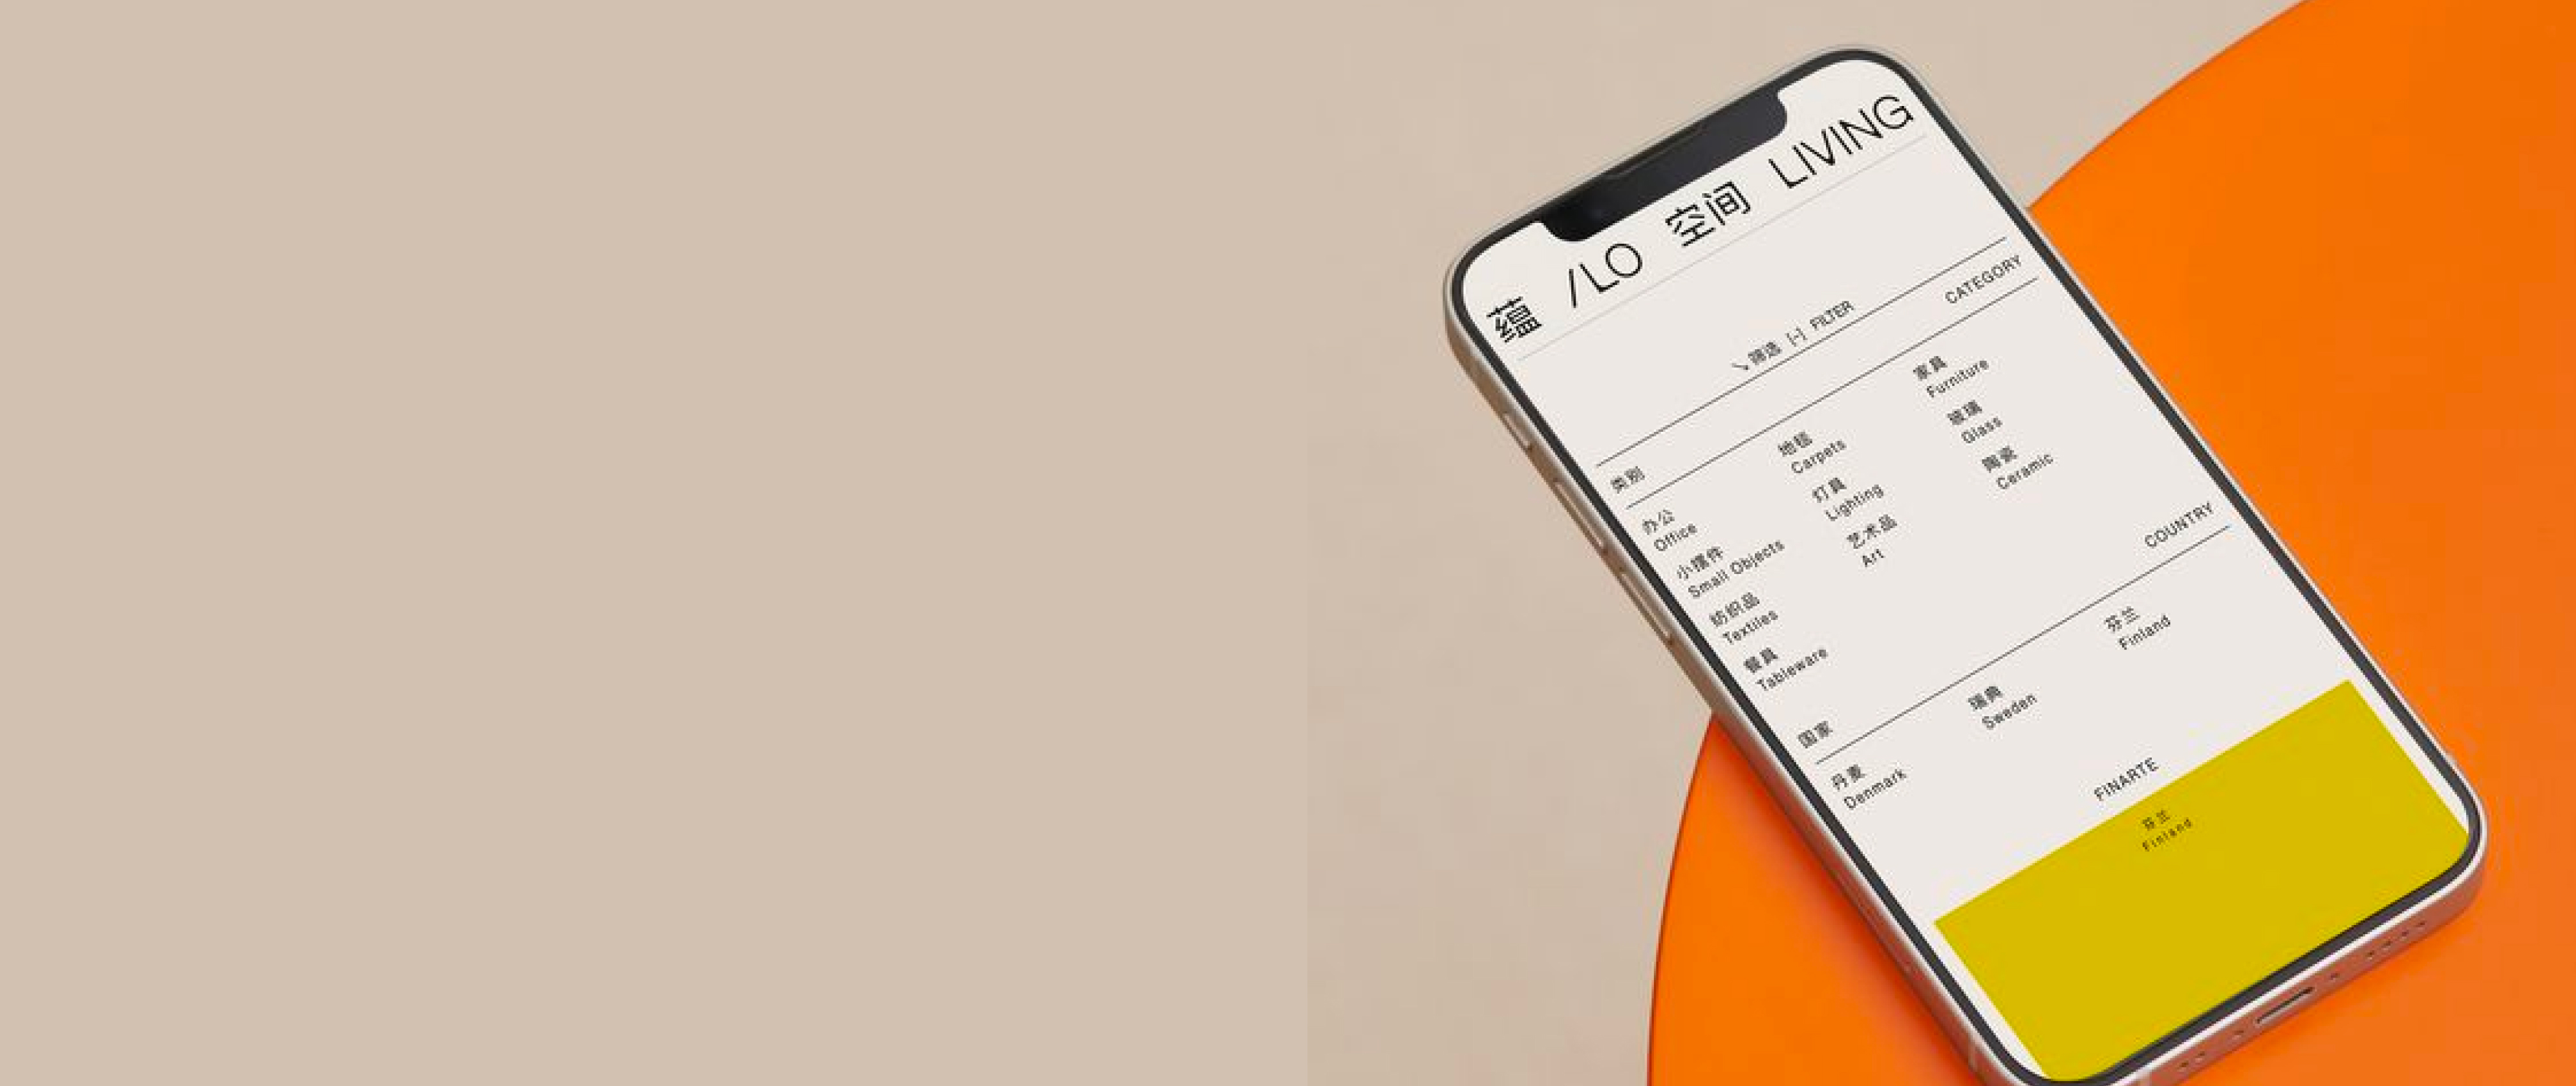 蕴 /LO 空间 LIVING
↘ 筛选 [-] FILTER
类别 CATEGORY
办公 地毯 家具
Office Carpets Furniture
小摆件 灯具 玻璃
Small Objects Lighting Glass
纺织品 艺术品 陶瓷
Textiles Art Ceramic
餐具
Tableware
国家 COUNTRY
丹麦 瑞典 芬兰
Denmark Sweden Finland
FINARTE
芬兰
Finland